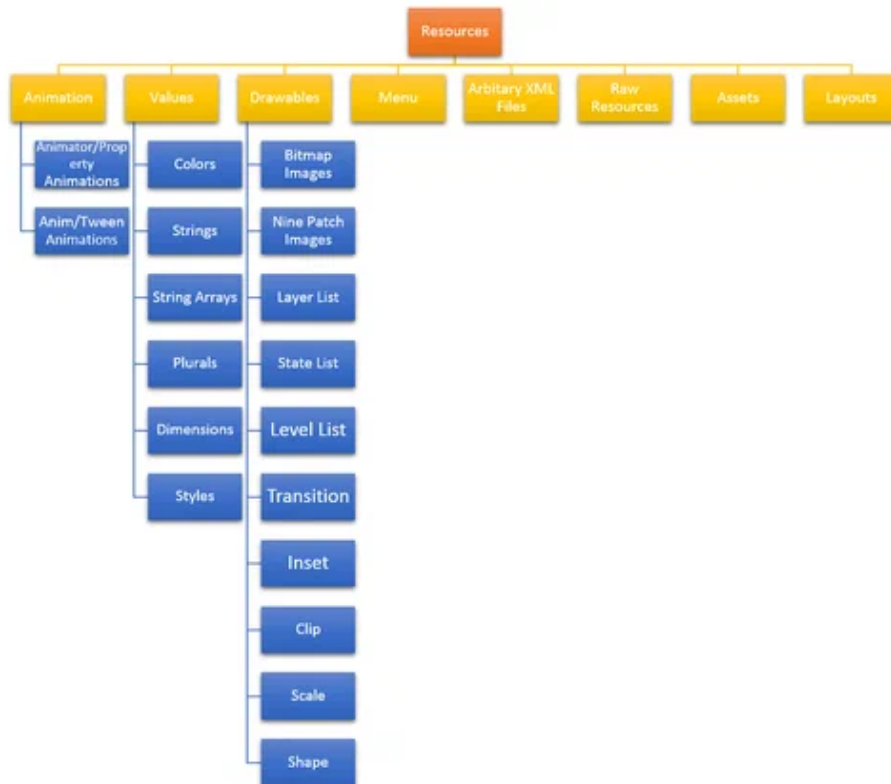 Resources
Animation
Values
Drawables
Menu
Arbitary XML
Files
Raw
Resources
Assets
Layouts
Animator/Prop
erty
Animations
Anim/Tween
Animations
Colors
Strings
String Arrays
Plurals
Dimensions
Styles
Bitmap
Images
Nine Patch
Images
Layer List
State List
Level List
Transition
Inset
Clip
Scale
Shape